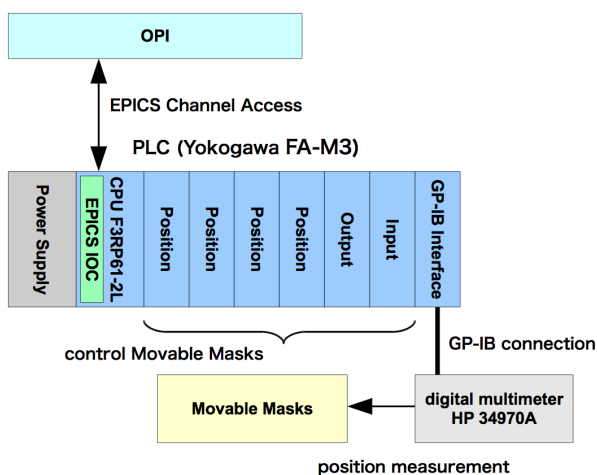 OPI
EPICS Channel Access
PLC (Yokogawa FA-M3)
Power Supply
EPICS IOC
CPU F3RP61-2L
Position
Position
Position
Position
Output
Input
GP-IB Interface
control Movable Masks
GP-IB connection
Movable Masks
digital multimeter
HP 34970A
position measurement